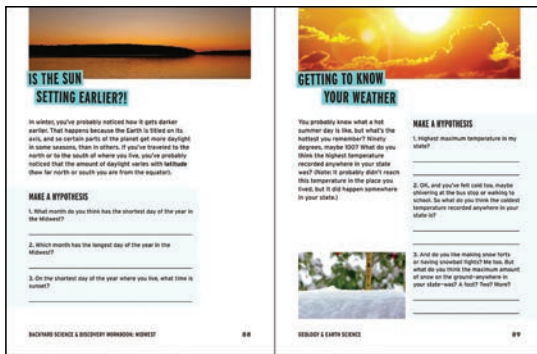 IS THE SUN
SETTING EARLIER?!
In winter, you've probably noticed how it gets darker
earlier. That happens because the Earth is tilted on its
axis, and so certain parts of the planet get more daylight
in some seasons, than in others. If you've traveled to the
north or to the south of where you live, you've probably
noticed that the amount of daylight varies with latitude
(how far north or south you are from the equator).
MAKE A HYPOTHESIS
1. What month do you think has the shortest day of the year in
the Midwest?
2. Which month has the longest day of the year in the
Midwest?
3. On the shortest day of the year where you live, what time is
sunset?
BACKYARD SCIENCE & DISCOVERY WORKBOOK: MIDWEST
88
GETTING TO KNOW
YOUR WEATHER
You probably know what a hot
summer day is like, but what's the
hottest you remember? Ninety
degrees, maybe 100? What do you
think the highest temperature
recorded anywhere in your state
was? (Note: it probably didn't reach
this temperature in the place you
lived, but it did happen somewhere
in your state.)
MAKE A HYPOTHESIS
1. Highest maximum temperature in my
state?
2. OK, and you've felt cold too, maybe
shivering at the bus stop or walking to
school. So what do you think the coldest
temperature recorded anywhere in your
state is?
3. And do you like making snow forts
or having snowball fights? Me too. But
what do you think the maximum amount
of snow on the ground—anywhere in
your state—was? A foot? Two? More?
GEOLOGY & EARTH SCIENCE
89